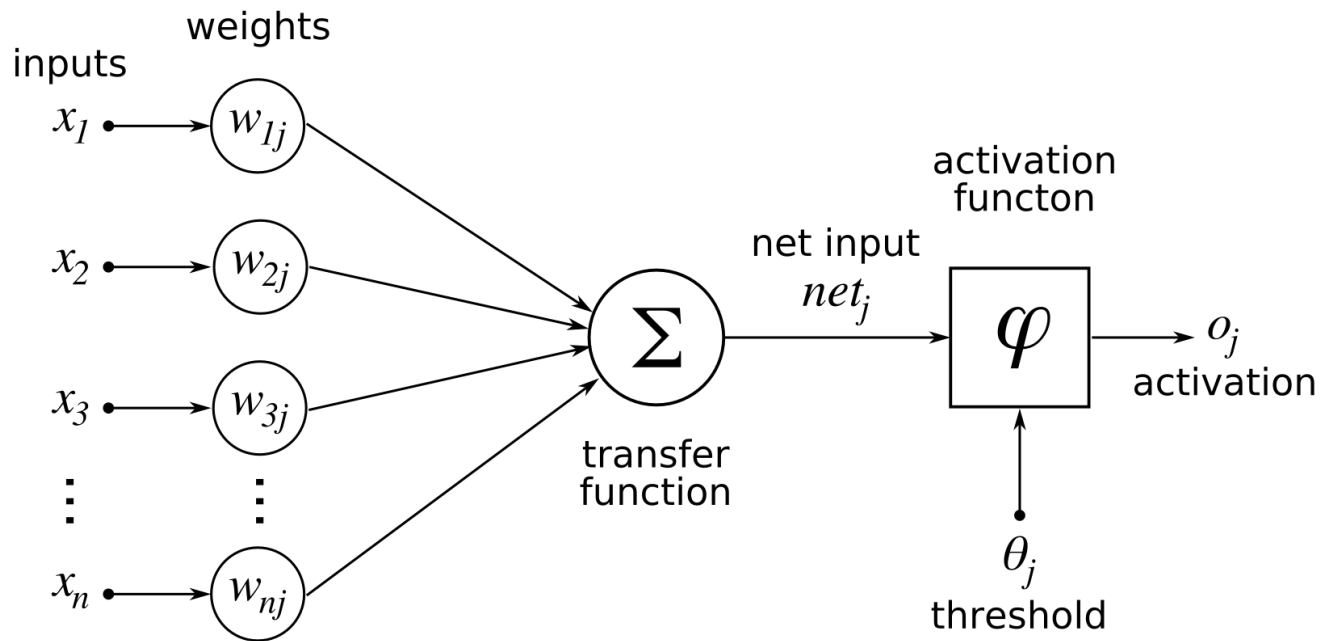 weights
inputs
x1
w1j
x2
w2j
x3
w3j
⋮ ⋮
xn
wnj
Σ
transfer
function
net input
netj
activation
functon
φ
oj
activation
θj
threshold